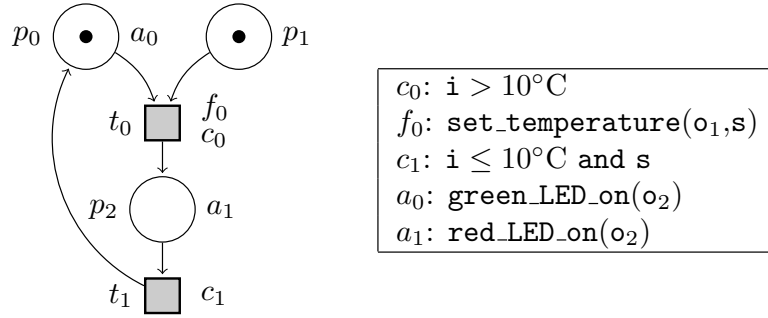 p₀ a₀ p₁
t₀ f₀
c₀
p₂ a₁
t₁ c₁
c₀: i > 10°C
f₀: set_temperature(o₁,s)
c₁: i ≤ 10°C and s
a₀: green_LED_on(o₂)
a₁: red_LED_on(o₂)